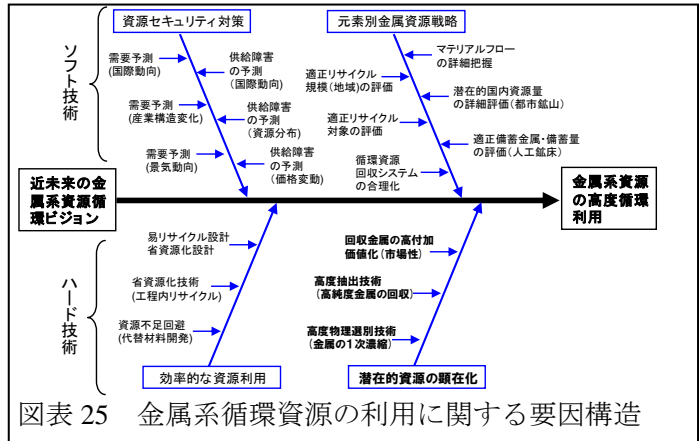 資源セキュリティ対策
元素別金属資源戦略
ソフト技術
需要予測
(国際動向)
供給障害
の予測
(国際動向)
需要予測
(産業構造変化)
供給障害
の予測
(資源分布)
需要予測
(景気動向)
供給障害
の予測
(価格変動)
マテリアルフロー
の詳細把握
適正リサイクル
規模(地域)の評価
潜在的国内資源量
の詳細評価(都市鉱山)
適正リサイクル
対象の評価
適正備蓄金属・備蓄量
の評価(人工鉱床)
循環資源
回収システム
の合理化
近未来の金
属系資源循
環ビジョン
金属系資源
の高度循環
利用
ハード技術
易リサイクル設計
省資源化設計
省資源化技術
(工程内リサイクル)
資源不足回避
(代替材料開発)
回収金属の高付加
価値化(市場性)
高度抽出技術
(高純度金属の回収)
高度物理選別技術
(金属の1次濃縮)
効率的な資源利用
潜在的資源の顕在化
図表 25 金属系循環資源の利用に関する要因構造